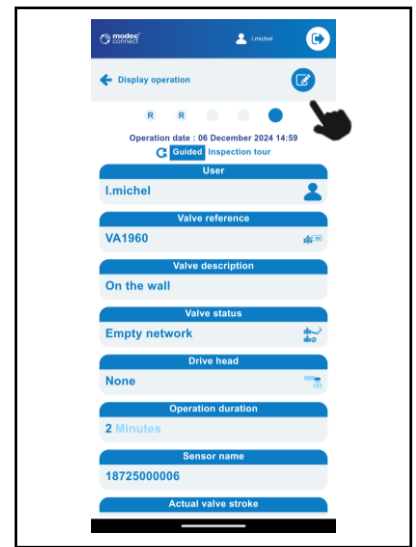 modec
connect
l.michel
Display operation
R R
Operation date : 06 December 2024 14:59
Guided Inspection tour
User
l.michel
Valve reference
VA1960
Valve description
On the wall
Valve status
Empty network
Drive head
None
Operation duration
2 Minutes
Sensor name
18725000006
Actual valve stroke